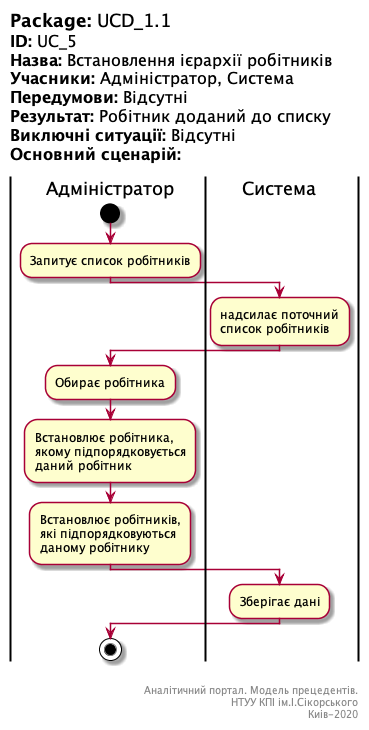 Package: UCD_1.1
ID: UC_5
Назва: Встановлення ієрархії робітників
Учасники: Адміністратор, Система
Передумови: Відсутні
Результат: Робітник доданий до списку
Виключні ситуації: Відсутні
Основний сценарій:
Адміністратор
Система
Запитує список робітників
надсилає поточний
список робітників
Обирає робітника
Встановлює робітника,
якому підпорядковується
даний робітник
Встановлює робітників,
які підпорядковуються
даному робітнику
Зберігає дані
Аналітичний портал. Модель прецедентів.
НТУУ КПІ ім.І.Сікорського
Київ-2020